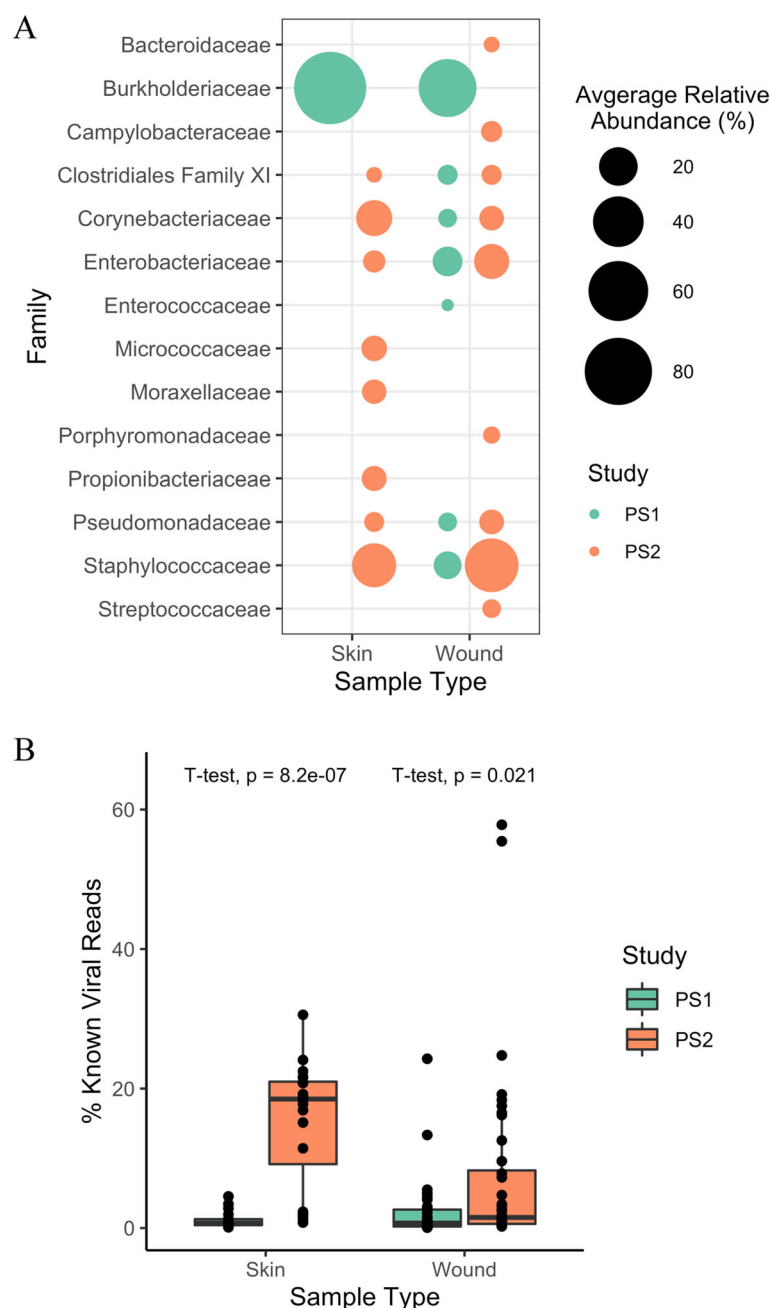 A
Bacteroidaceae
Burkholderiaceae
Campylobacteraceae
Clostridiales Family XI
Corynebacteriaceae
Enterobacteriaceae
Enterococcaceae
Micrococcaceae
Moraxellaceae
Porphyromonadaceae
Propionibacteriaceae
Pseudomonadaceae
Staphylococcaceae
Streptococcaceae
Family
Skin
Wound
Sample Type
Avgerage Relative
Abundance (%)
20
40
60
80
Study
PS1
PS2
B
T-test, p = 8.2e-07
T-test, p = 0.021
60
40
20
0
% Known Viral Reads
Skin
Wound
Sample Type
Study
PS1
PS2